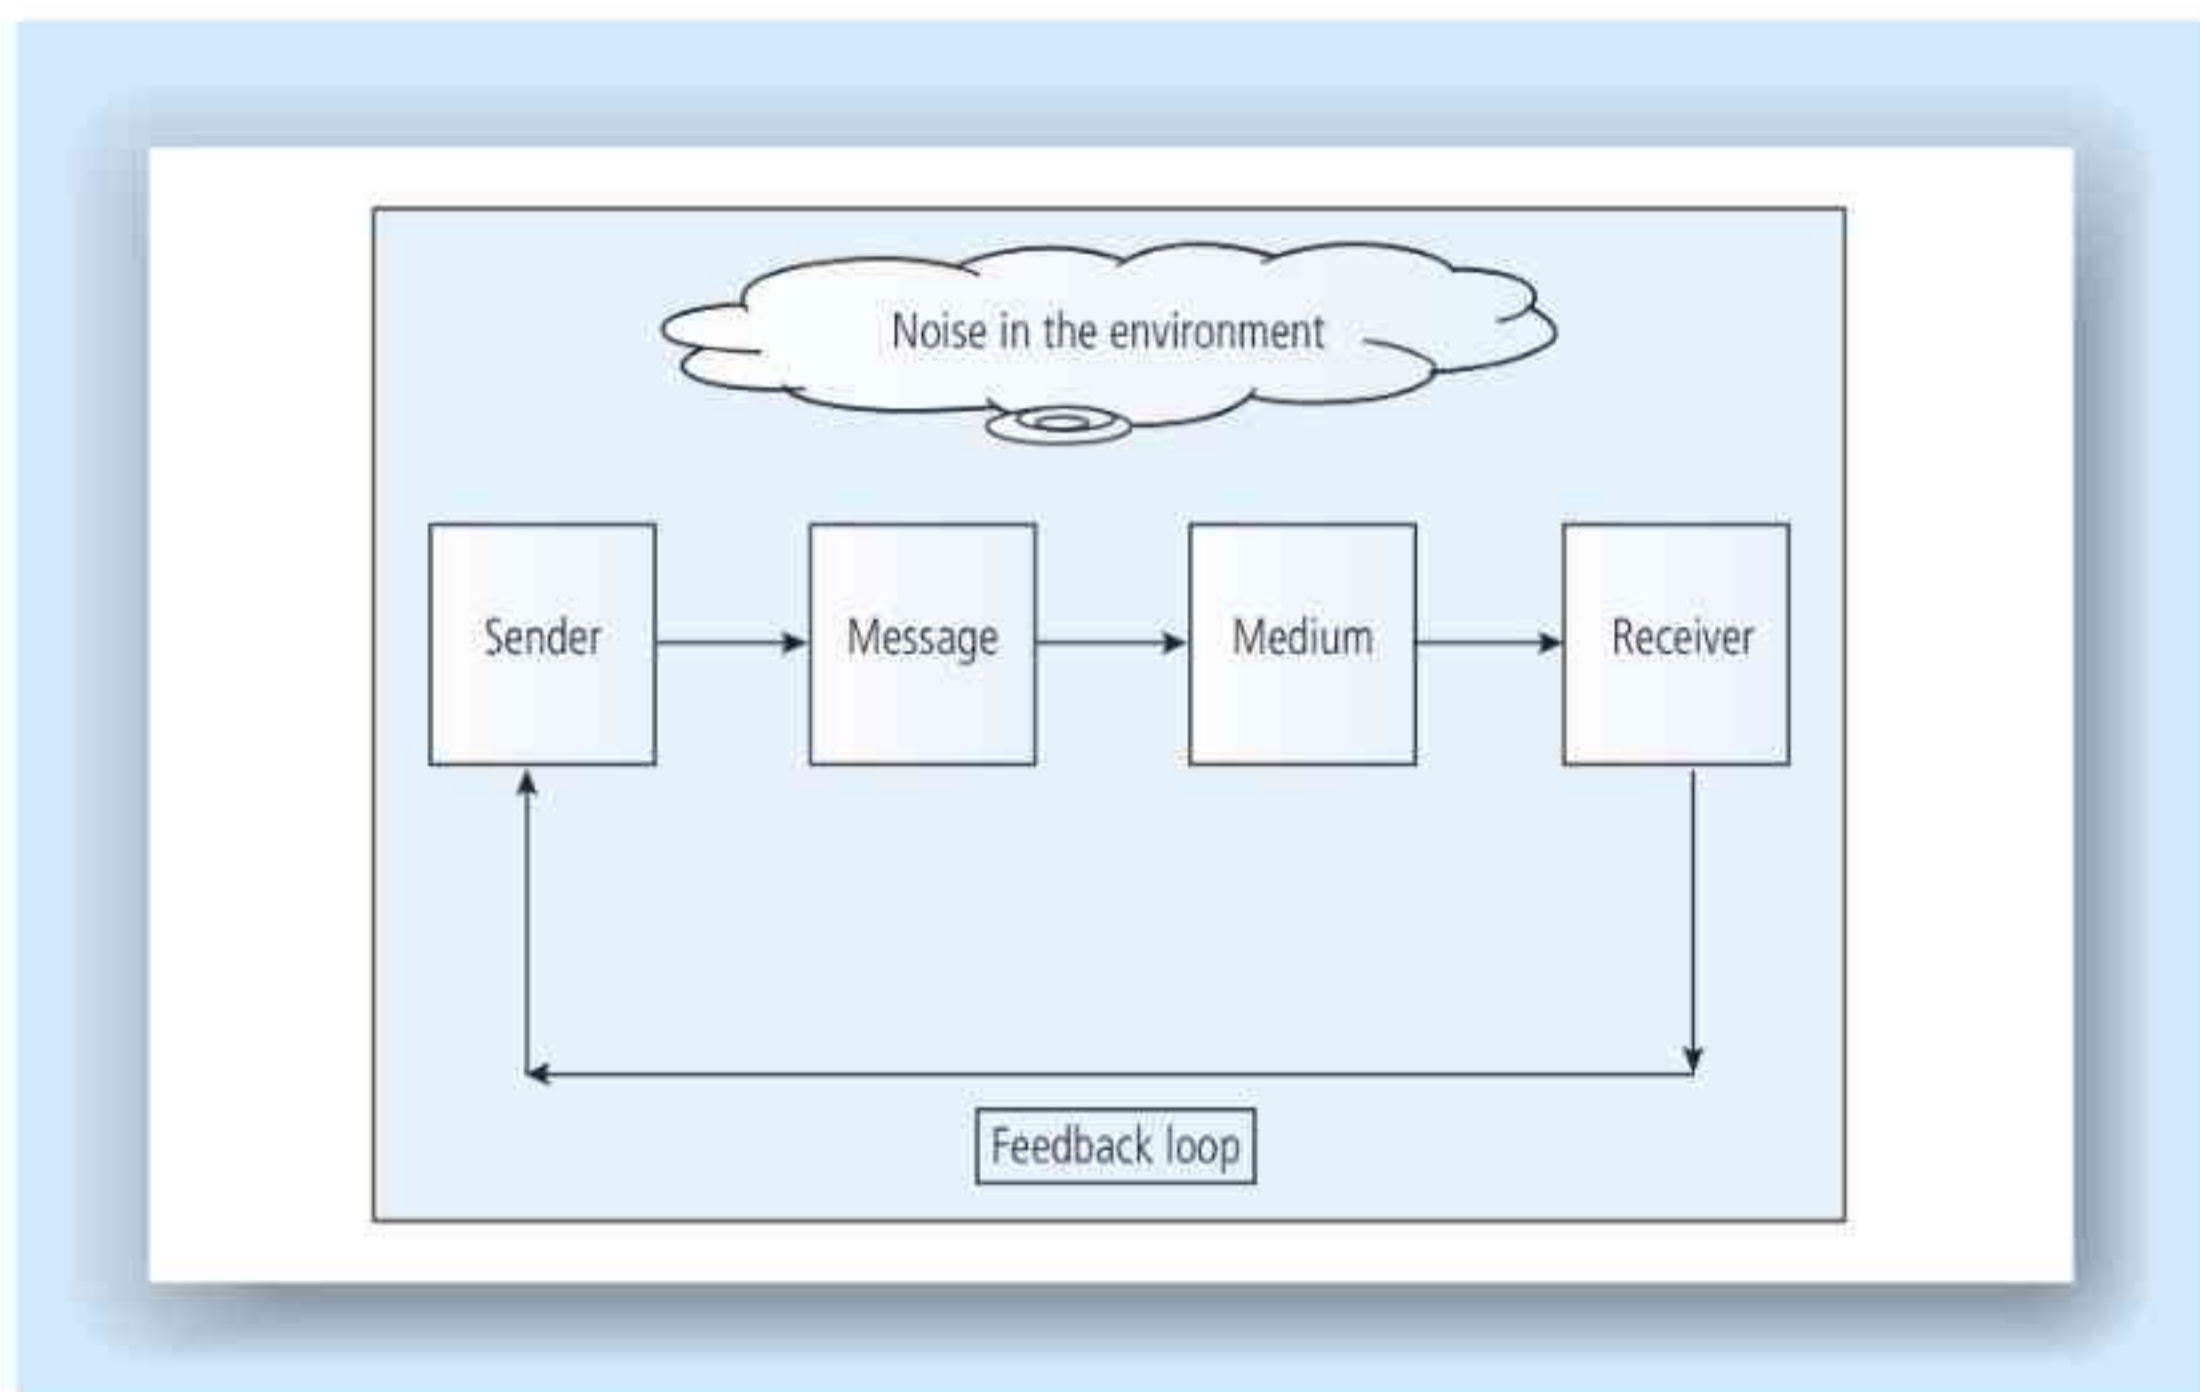 Noise in the environment
Sender
Message
Medium
Receiver
Feedback loop